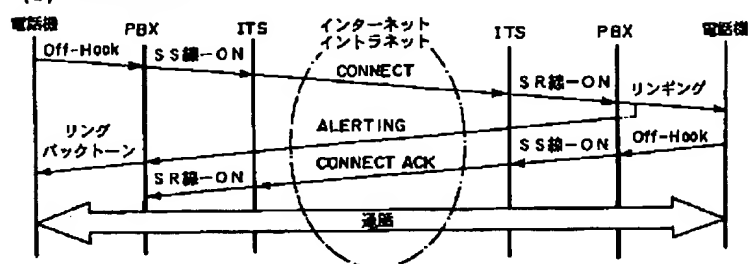 電話機 PBX ITS インターネット ITS PBX 電話機
イントラネット
Off-Hook SS線-ON CONNECT SR線-ON リンギング
リング
バックトーン ALERTING SS線-ON Off-Hook
SR線-ON CONNECT ACK
通話